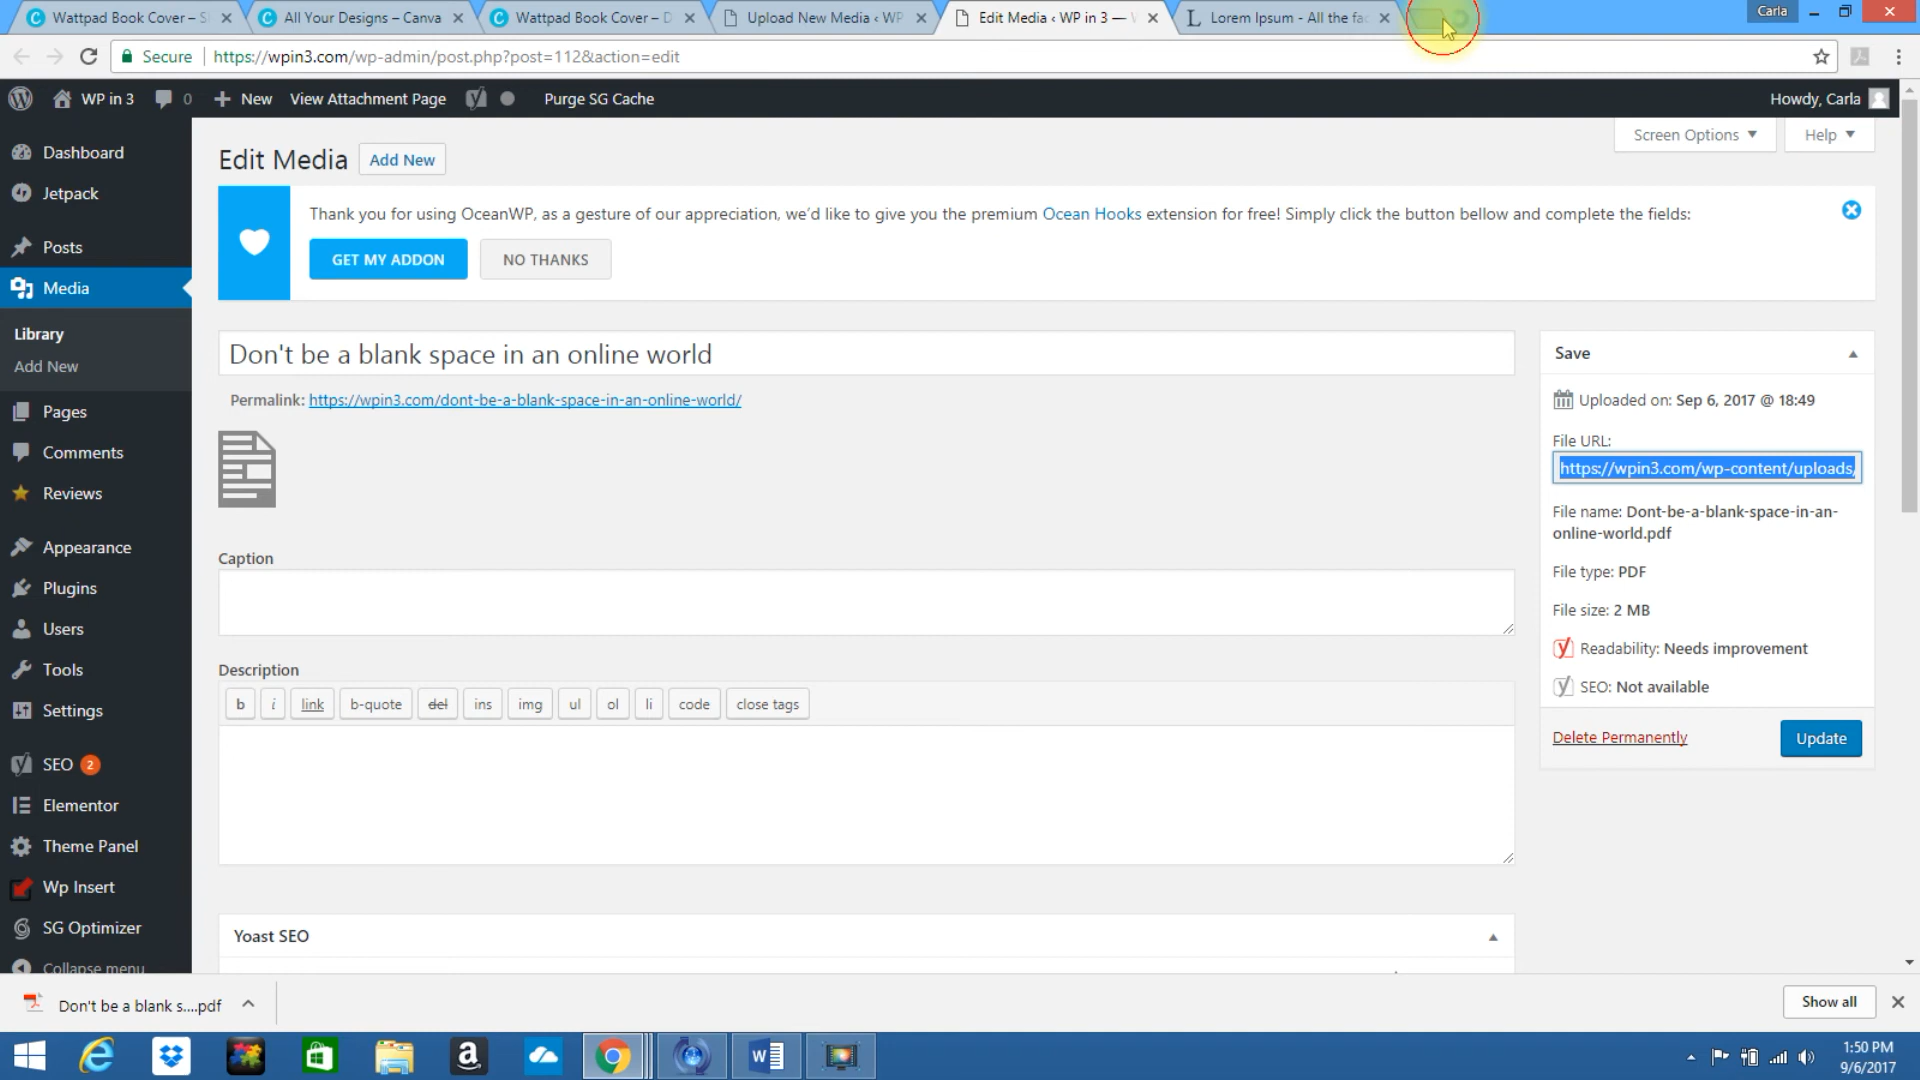 Wattpad Book Cover – S
All Your Designs – Canva
Wattpad Book Cover – D
Upload New Media ‹ WP
Edit Media ‹ WP in 3 —
Lorem Ipsum - All the fac
Carla
Secure
https://wpin3.com/wp-admin/post.php?post=112&action=edit
WP in 3
0
New
View Attachment Page
Purge SG Cache
Howdy, Carla
Dashboard
Jetpack
Posts
Media
Library
Add New
Pages
Comments
Reviews
Appearance
Plugins
Users
Tools
Settings
SEO 2
Elementor
Theme Panel
Wp Insert
SG Optimizer
Collapse menu
Screen Options
Help
Edit Media
Add New
Thank you for using OceanWP, as a gesture of our appreciation, we'd like to give you the premium Ocean Hooks extension for free! Simply click the button bellow and complete the fields:
GET MY ADDON
NO THANKS
Don't be a blank space in an online world
Permalink: https://wpin3.com/dont-be-a-blank-space-in-an-online-world/
Caption
Description
b
i
link
b-quote
del
ins
img
ul
ol
li
code
close tags
Yoast SEO
Save
Uploaded on: Sep 6, 2017 @ 18:49
File URL:
https://wpin3.com/wp-content/uploads/
File name: Dont-be-a-blank-space-in-an-
online-world.pdf
File type: PDF
File size: 2 MB
Readability: Needs improvement
SEO: Not available
Delete Permanently
Update
Don't be a blank s....pdf
Show all
1:50 PM
9/6/2017